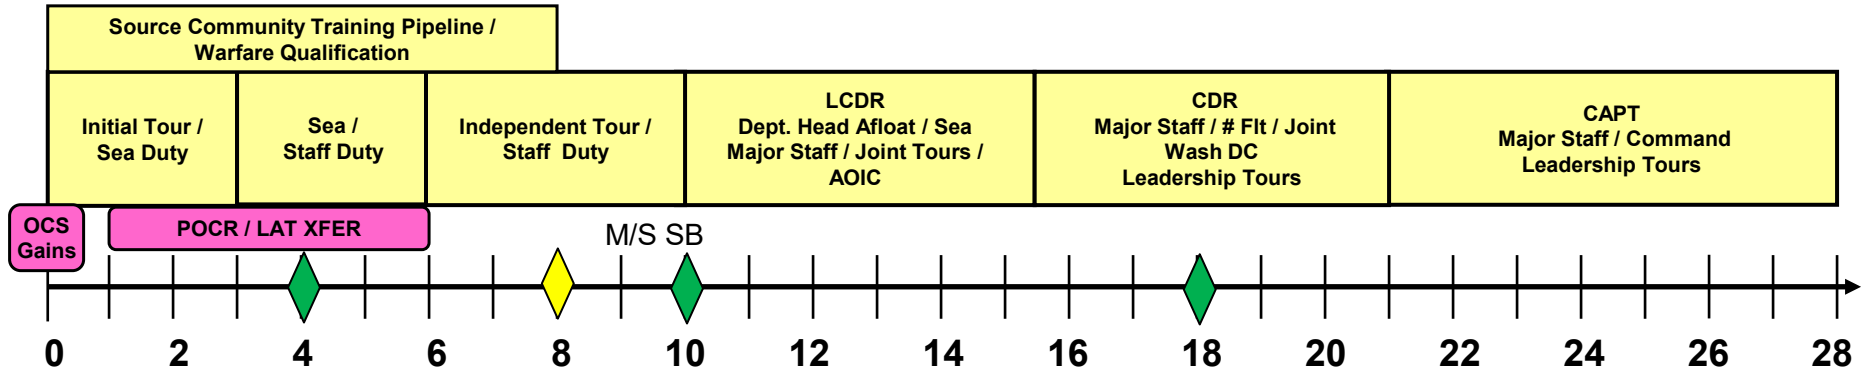 Source Community Training Pipeline /
Warfare Qualification
Initial Tour /
Sea Duty
Sea /
Staff Duty
Independent Tour /
Staff Duty
LCDR
Dept. Head Afloat / Sea
Major Staff / Joint Tours /
AOIC
CDR
Major Staff / # Flt / Joint
Wash DC
Leadership Tours
CAPT
Major Staff / Command
Leadership Tours
OCS
Gains
POCR / LAT XFER
M/S SB
0 2 4 6 8 10 12 14 16 18 20 22 24 26 28